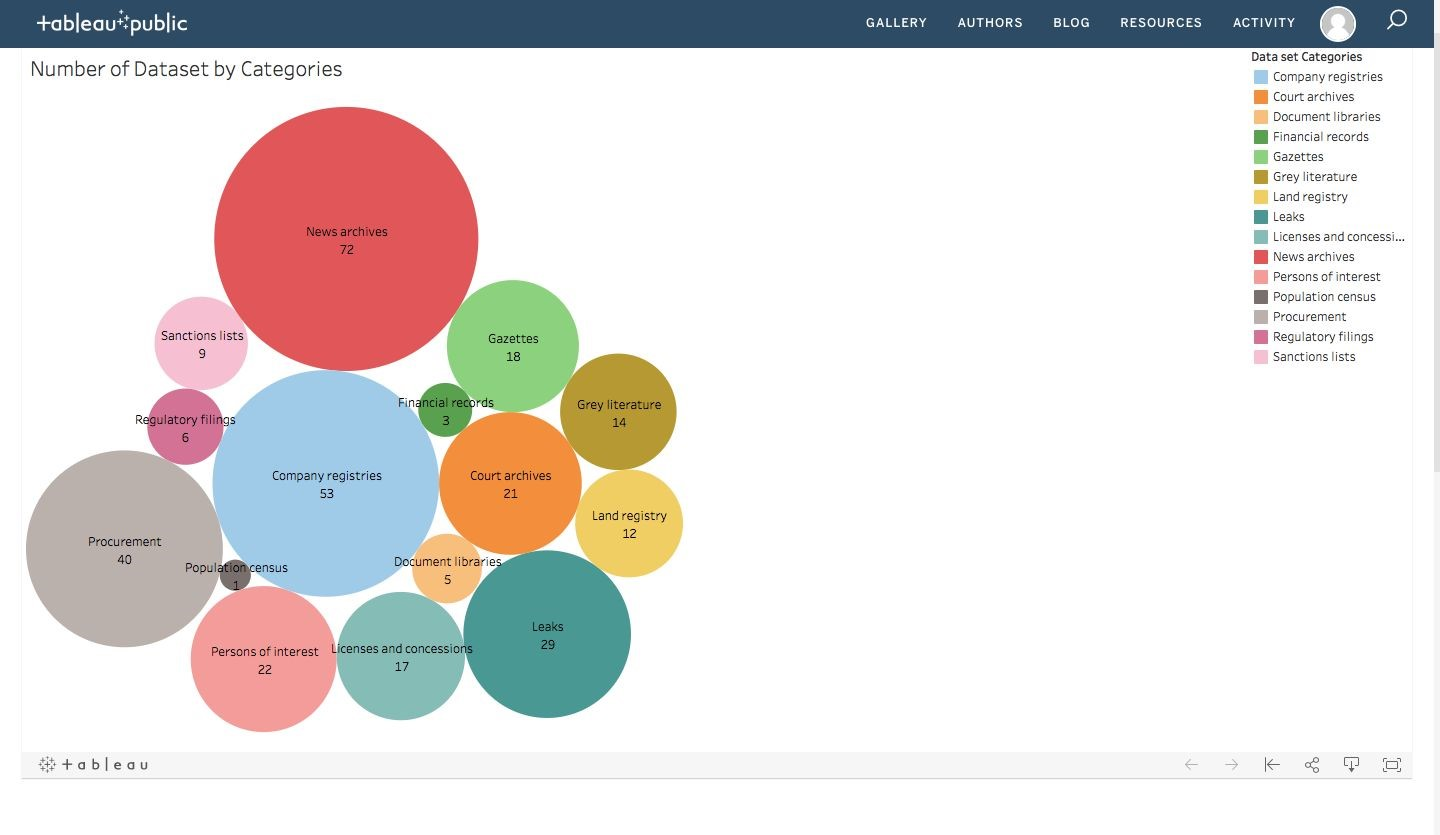 tableau public
GALLERY AUTHORS BLOG RESOURCES ACTIVITY
Number of Dataset by Categories
News archives
72
Sanctions lists
9
Gazettes
18
Financial records
3
Grey literature
14
Regulatory filings
6
Company registries
53
Court archives
21
Land registry
12
Procurement
40
Population census
1
Document libraries
5
Leaks
29
Persons of interest
22
Licenses and concessions
17
Data set Categories
Company registries
Court archives
Document libraries
Financial records
Gazettes
Grey literature
Land registry
Leaks
Licenses and concessi...
News archives
Persons of interest
Population census
Procurement
Regulatory filings
Sanctions lists
tableau